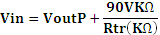 Vin = VoutP + 90VKΩ / Rtr(KΩ)